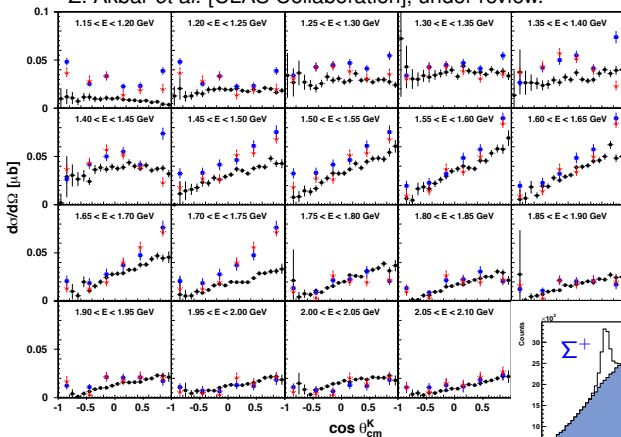 Z. Akbar et al. [CLAS Collaboration], under review.
0.1
1.15 < E < 1.20 GeV
1.20 < E < 1.25 GeV
1.25 < E < 1.30 GeV
1.30 < E < 1.35 GeV
1.35 < E < 1.40 GeV
0.05
1.40 < E < 1.45 GeV
1.45 < E < 1.50 GeV
1.50 < E < 1.55 GeV
1.55 < E < 1.60 GeV
1.60 < E < 1.65 GeV
0.05
dσ/dΩ [μb]
1.65 < E < 1.70 GeV
1.70 < E < 1.75 GeV
1.75 < E < 1.80 GeV
1.80 < E < 1.85 GeV
1.85 < E < 1.90 GeV
0.05
1.90 < E < 1.95 GeV
1.95 < E < 2.00 GeV
2.00 < E < 2.05 GeV
2.05 < E < 2.10 GeV
0.05
0
-1 -0.5 0 0.5 -1 -0.5 0 0.5 -1 -0.5 0 0.5 -1 -0.5 0 0.5 1
cos θ K cm
×10³
Counts
Σ+
30
25
20
15
10